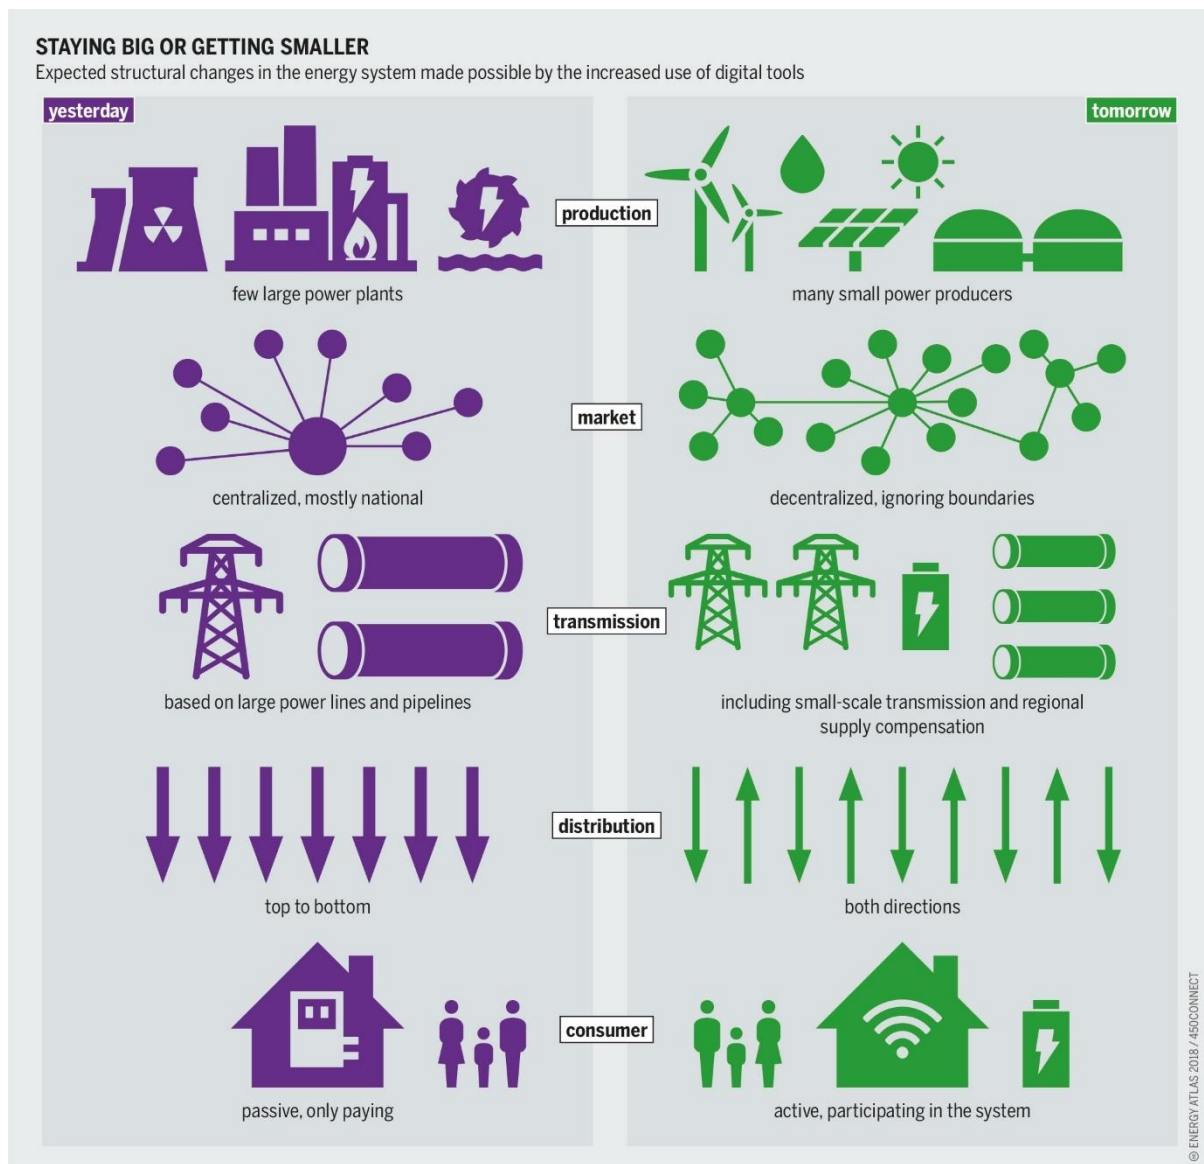 STAYING BIG OR GETTING SMALLER
Expected structural changes in the energy system made possible by the increased use of digital tools
yesterday
tomorrow
production
few large power plants
many small power producers
market
centralized, mostly national
decentralized, ignoring boundaries
transmission
based on large power lines and pipelines
including small-scale transmission and regional
supply compensation
distribution
top to bottom
both directions
consumer
passive, only paying
active, participating in the system
© ENERGY ATLAS 2018 / 450CONNECT